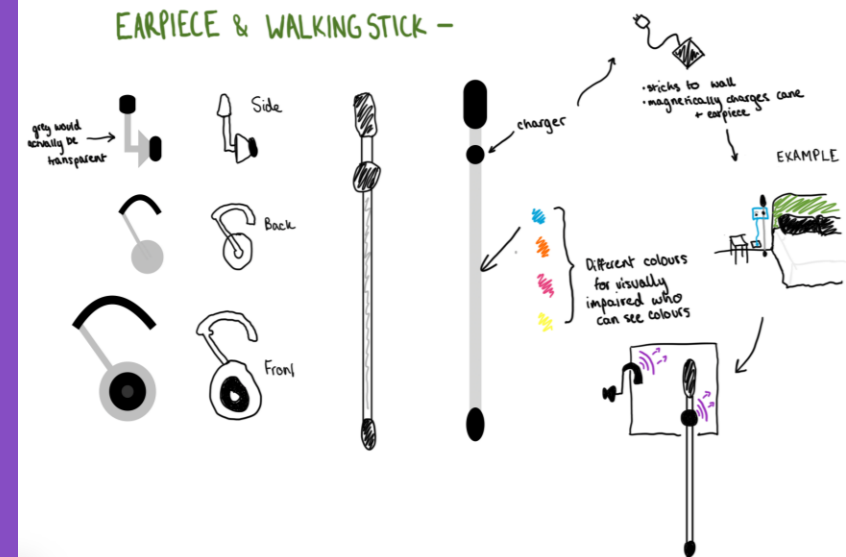 EARPIECE & WALKING STICK -
grey would
actually be
transparent
Side
Back
Front
charger
• sticks to wall
• magnetically charges cane
+ earpiece
EXAMPLE
Different colours
for visually
impaired who
can see colours